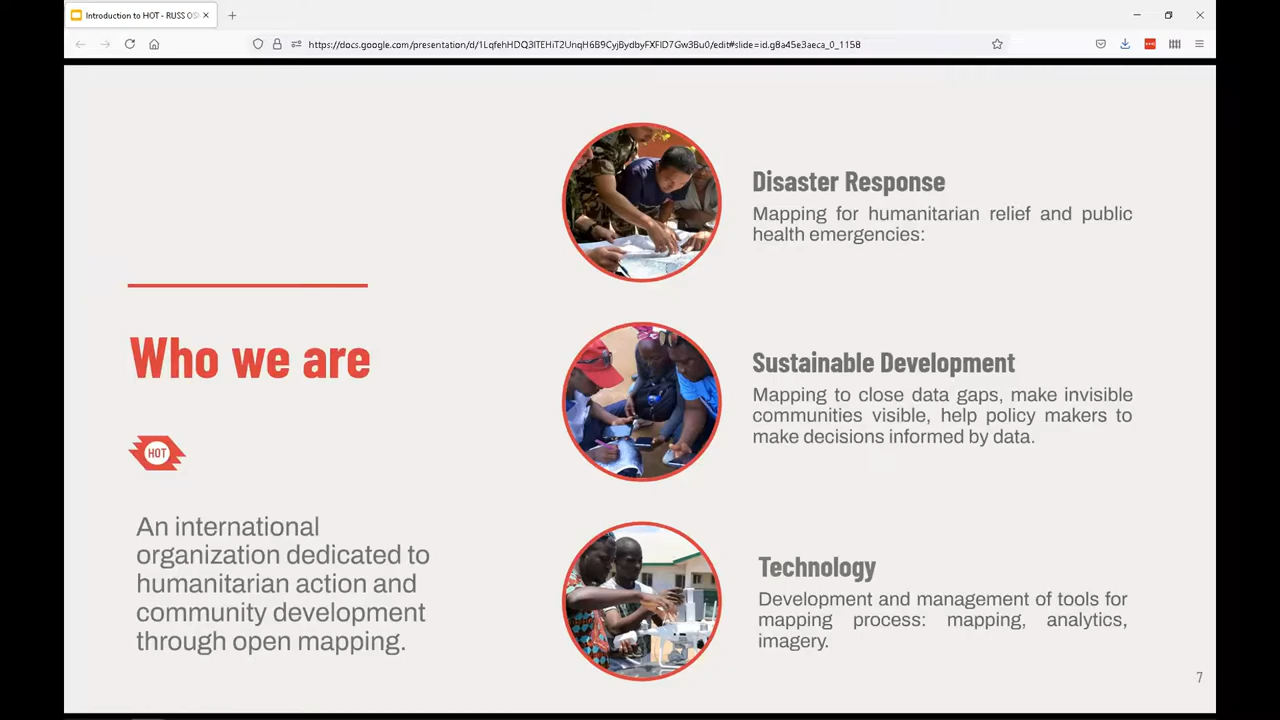 Introduction to HOT - RUSS OS
https://docs.google.com/presentation/d/1LqfehHDQ3lTEHiT2UnqH6B9CyjBydbyFXFlD7Gw3Bu0/edit#slide=id.g8a45e3aeca_0_1158
Who we are
HOT
An international
organization dedicated to
humanitarian action and
community development
through open mapping.
Disaster Response
Mapping for humanitarian relief and public
health emergencies:
Sustainable Development
Mapping to close data gaps, make invisible
communities visible, help policy makers to
make decisions informed by data.
Technology
Development and management of tools for
mapping process: mapping, analytics,
imagery.
7